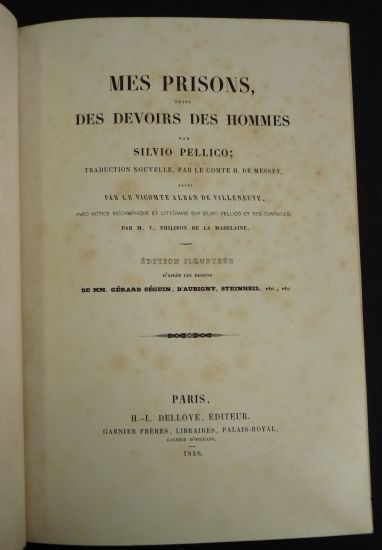 MES PRISONS,
SUIVI
DES DEVOIRS DES HOMMES
PAR
SILVIO PELLICO;
TRADUCTION NOUVELLE, PAR LE COMTE H. DE MESSEY,
REVUE
PAR LE VICOMTE ALBAN DE VILLENEUVE,
AVEC NOTICE BIOGRAPHIQUE ET LITTÉRAIRE SUR SILVIO PELLICO ET SES OUVRAGES,
PAR M. V. PHILIPON DE LA MADELAINE.
ÉDITION ILLUSTRÉE
D'APRÈS LES DESSINS
DE MM. GÉRARD SÉGUIN, D'AUBIGNY, STEINHEIL, etc., etc.
PARIS,
H.-L. DELLOYE, ÉDITEUR.
GARNIER FRÈRES, LIBRAIRES, PALAIS-ROYAL,
GALERIE D'ORLÉANS,
1846.